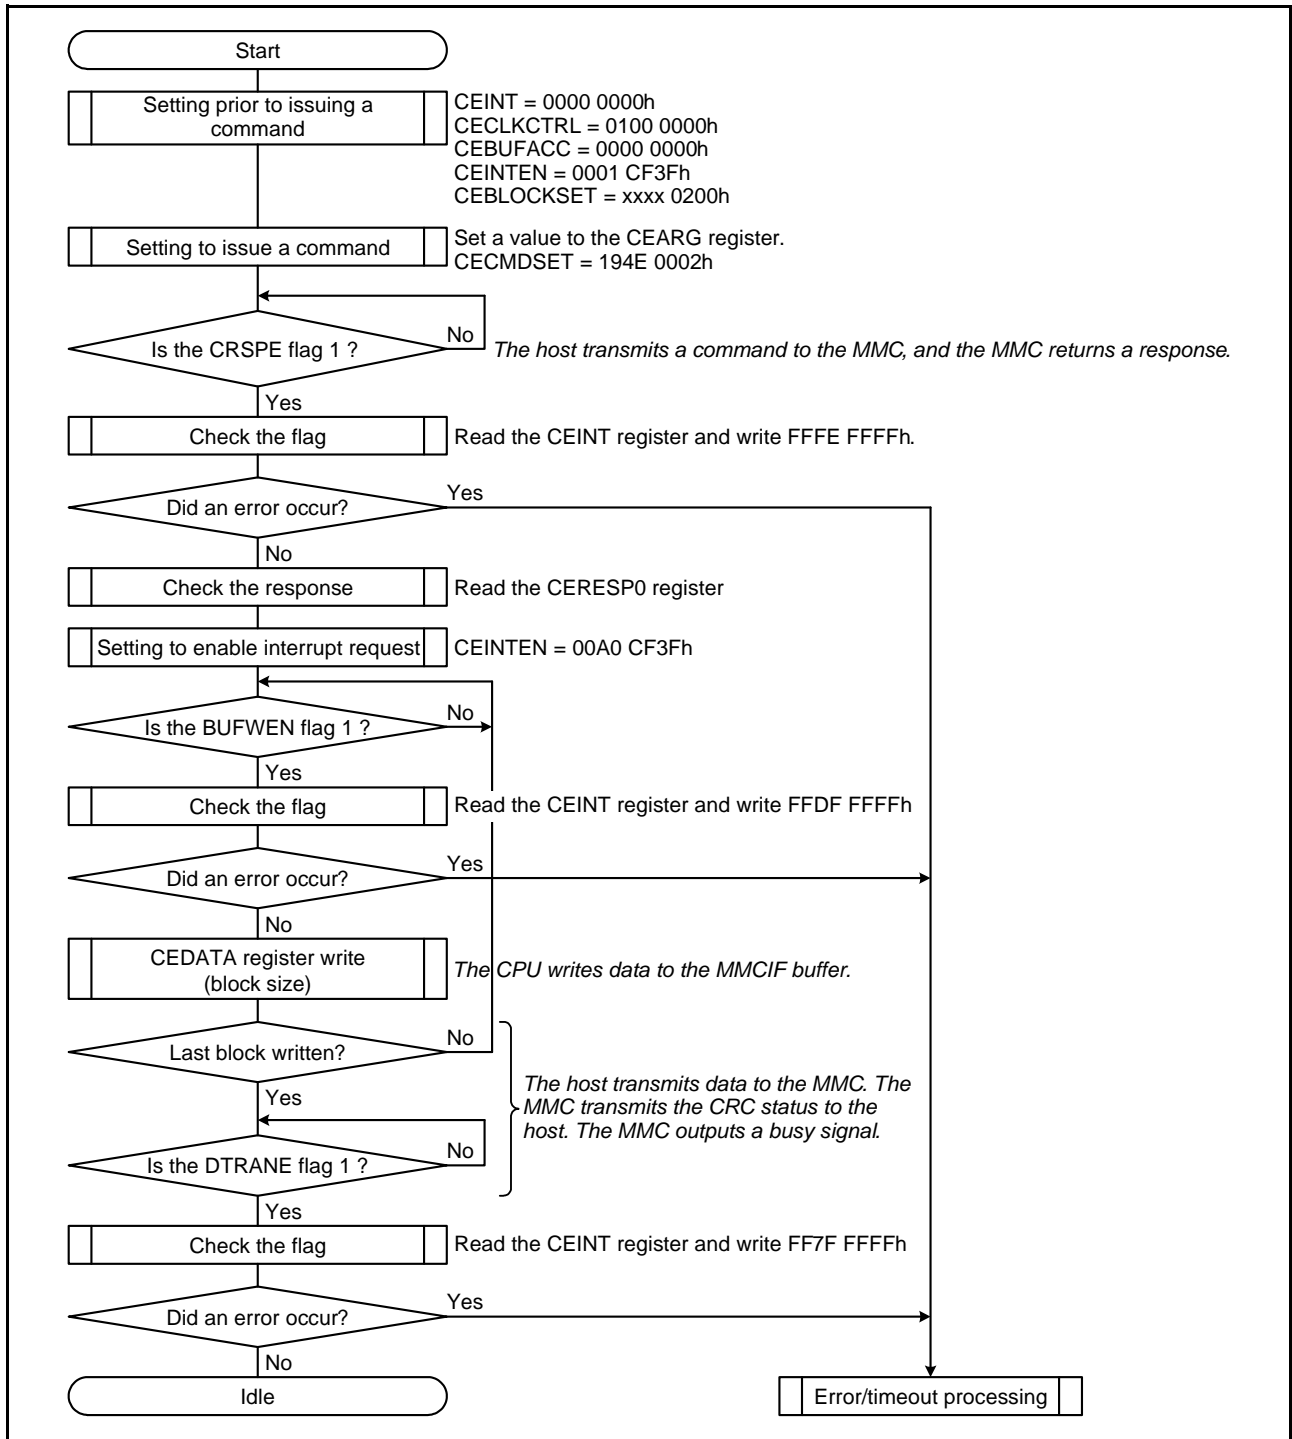 Start
Setting prior to issuing a
command
CEINT = 0000 0000h
CECLKCTRL = 0100 0000h
CEBUFACC = 0000 0000h
CEINTEN = 0001 CF3Fh
CEBLOCKSET = xxxx 0200h
Setting to issue a command
Set a value to the CEARG register.
CECMDSET = 194E 0002h
Is the CRSPE flag 1 ?
No
The host transmits a command to the MMC, and the MMC returns a response.
Yes
Check the flag
Read the CEINT register and write FFFE FFFFh.
Did an error occur?
Yes
No
Check the response
Read the CERESP0 register
Setting to enable interrupt request
CEINTEN = 00A0 CF3Fh
Is the BUFWEN flag 1 ?
No
Yes
Check the flag
Read the CEINT register and write FFDF FFFFh
Did an error occur?
Yes
No
CEDATA register write
(block size)
The CPU writes data to the MMCIF buffer.
Last block written?
No
Yes
The host transmits data to the MMC. The
MMC transmits the CRC status to the
host. The MMC outputs a busy signal.
Is the DTRANE flag 1 ?
No
Yes
Check the flag
Read the CEINT register and write FF7F FFFFh
Did an error occur?
Yes
No
Idle
Error/timeout processing